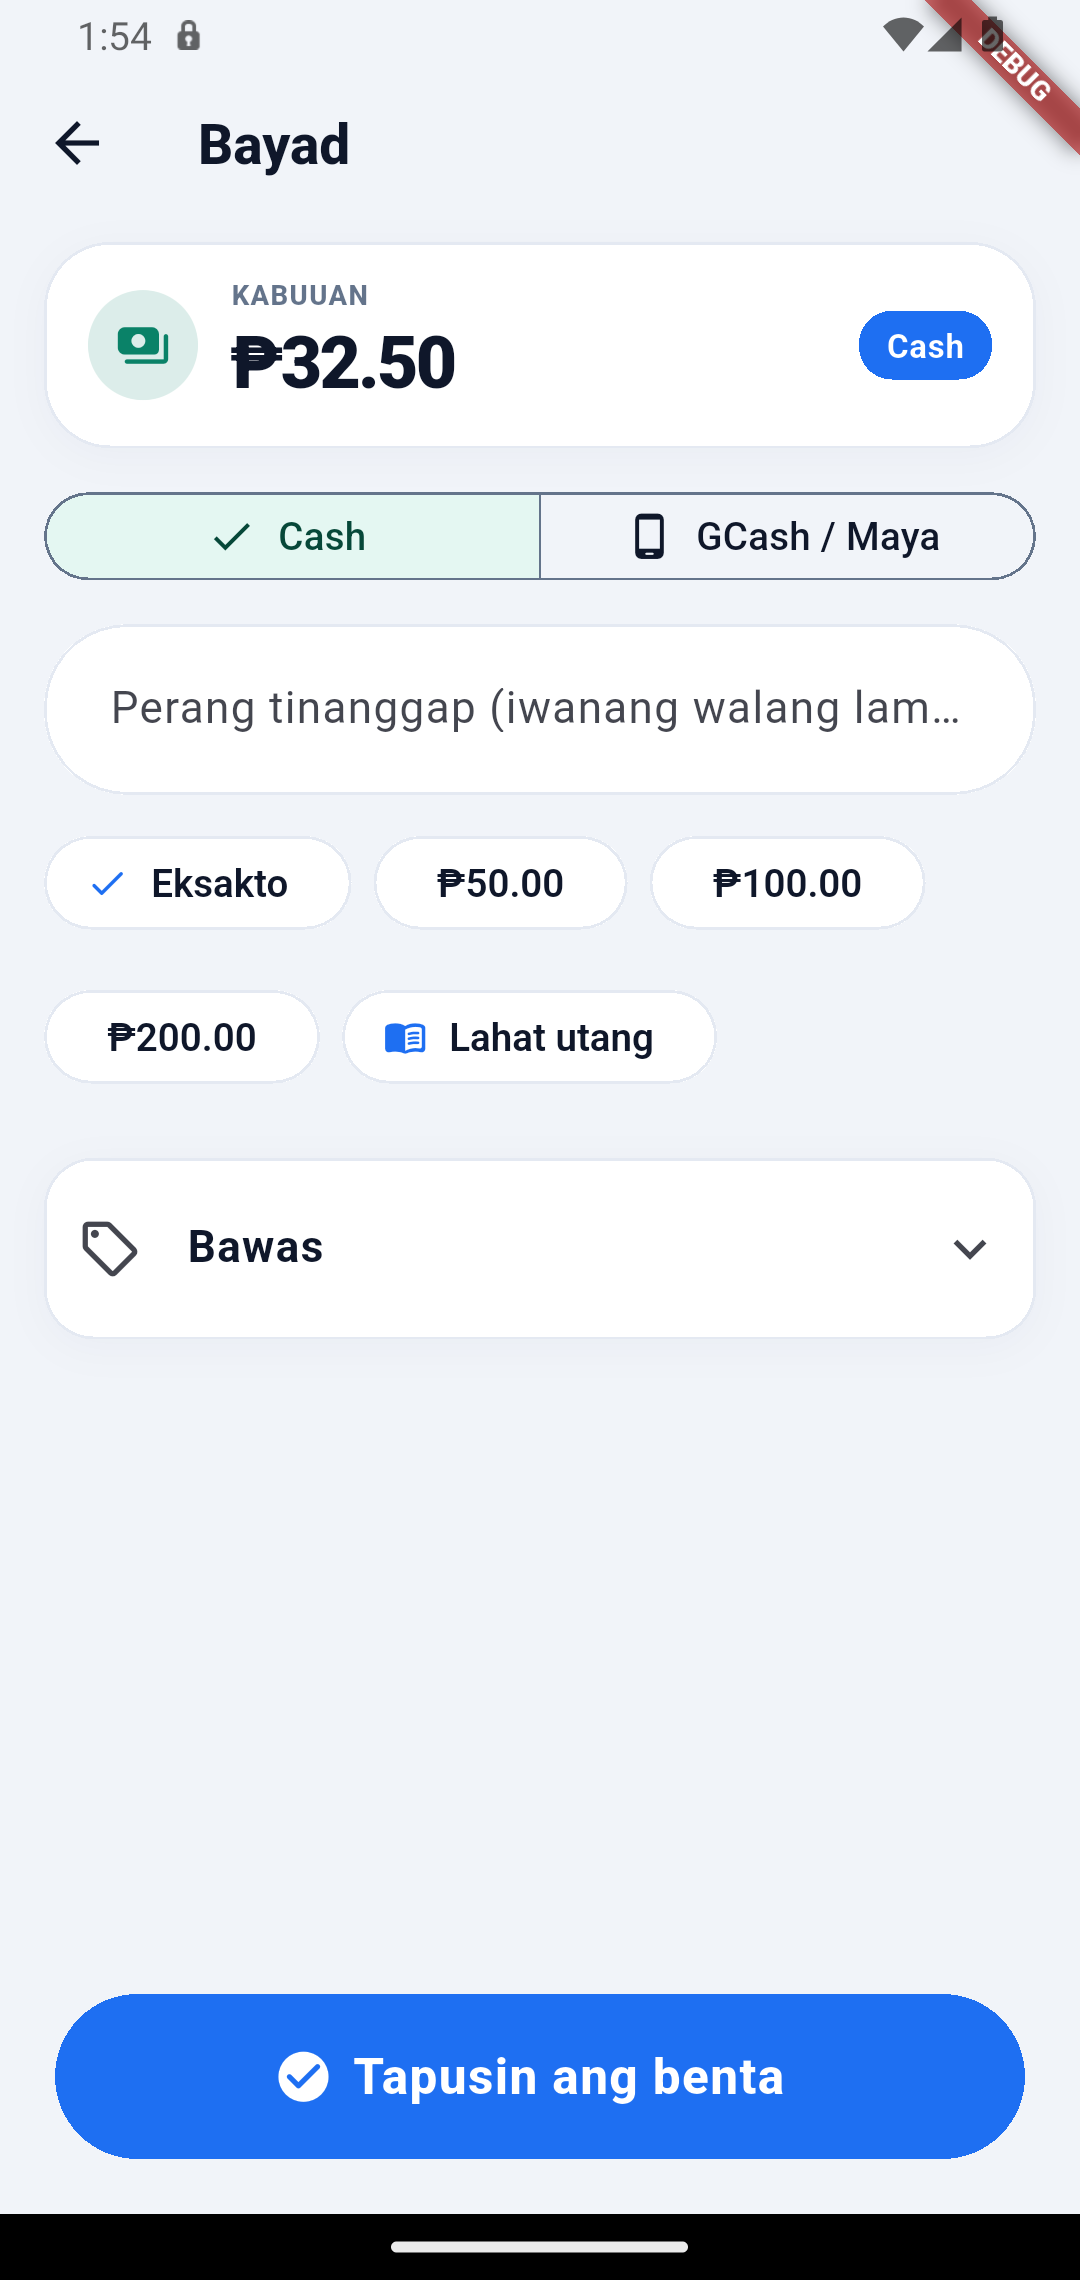 1:54
DEBUG
Bayad
KABUUAN
₱32.50
Cash
Cash
GCash / Maya
Perang tinanggap (iwanang walang lam…
Eksakto
₱50.00
₱100.00
₱200.00
Lahat utang
Bawas
Tapusin ang benta